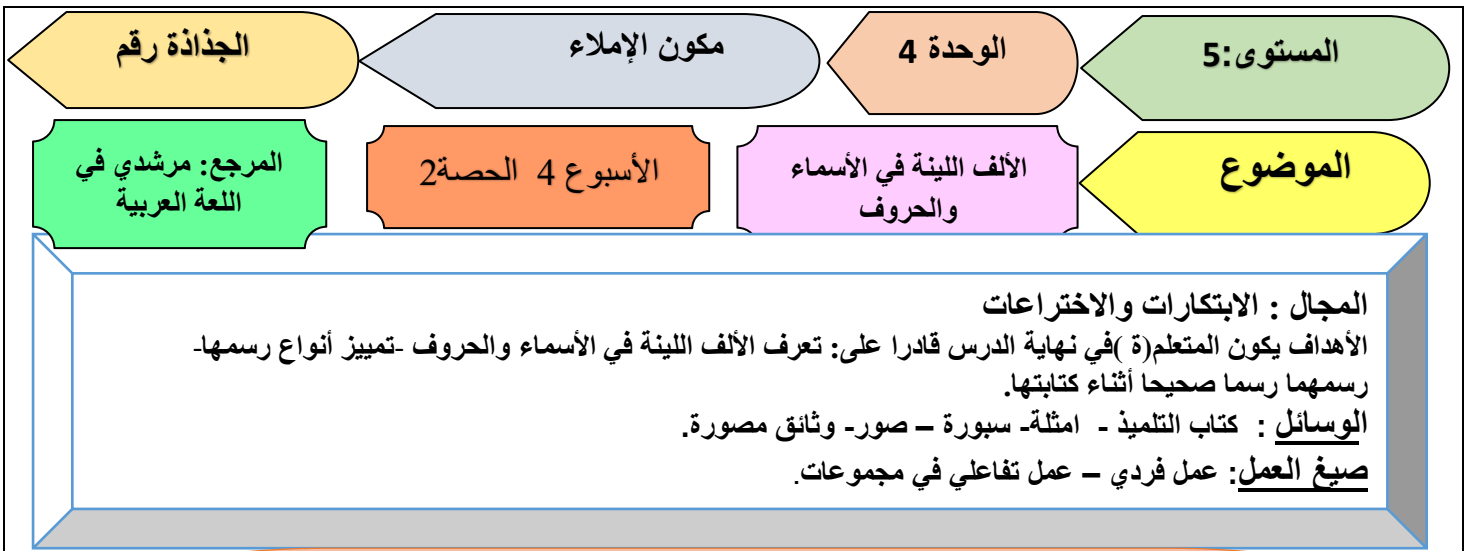 المستوى:5
الوحدة 4
مكون الإملاء
الجذاذة رقم
الموضوع
الألف اللينة في الأسماء
والحروف
الأسبوع 4 الحصة2
المرجع: مرشدي في
اللغة العربية
المجال : الابتكارات والاختراعات
الأهداف يكون المتعلم(ة )في نهاية الدرس قادرا على: تعرف الألف اللينة في الأسماء والحروف -تمييز أنواع رسمها-
رسمهما رسما صحيحا أثناء كتابتها.
الوسائل : كتاب التلميذ - امثلة- سبورة – صور- وثائق مصورة.
صيغ العمل: عمل فردي – عمل تفاعلي في مجموعات.